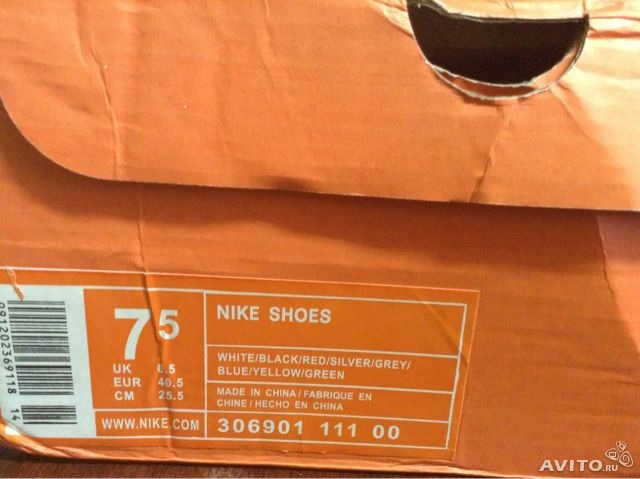 7.5
UK 6.5
EUR 40.5
CM 25.5
WWW.NIKE.COM
NIKE SHOES
WHITE/BLACK/RED/SILVER/GREY/
BLUE/YELLOW/GREEN
MADE IN CHINA / FABRIQUE EN
CHINE / HECHO EN CHINA
306901 111 00
091202369118 14
AVITO.ru